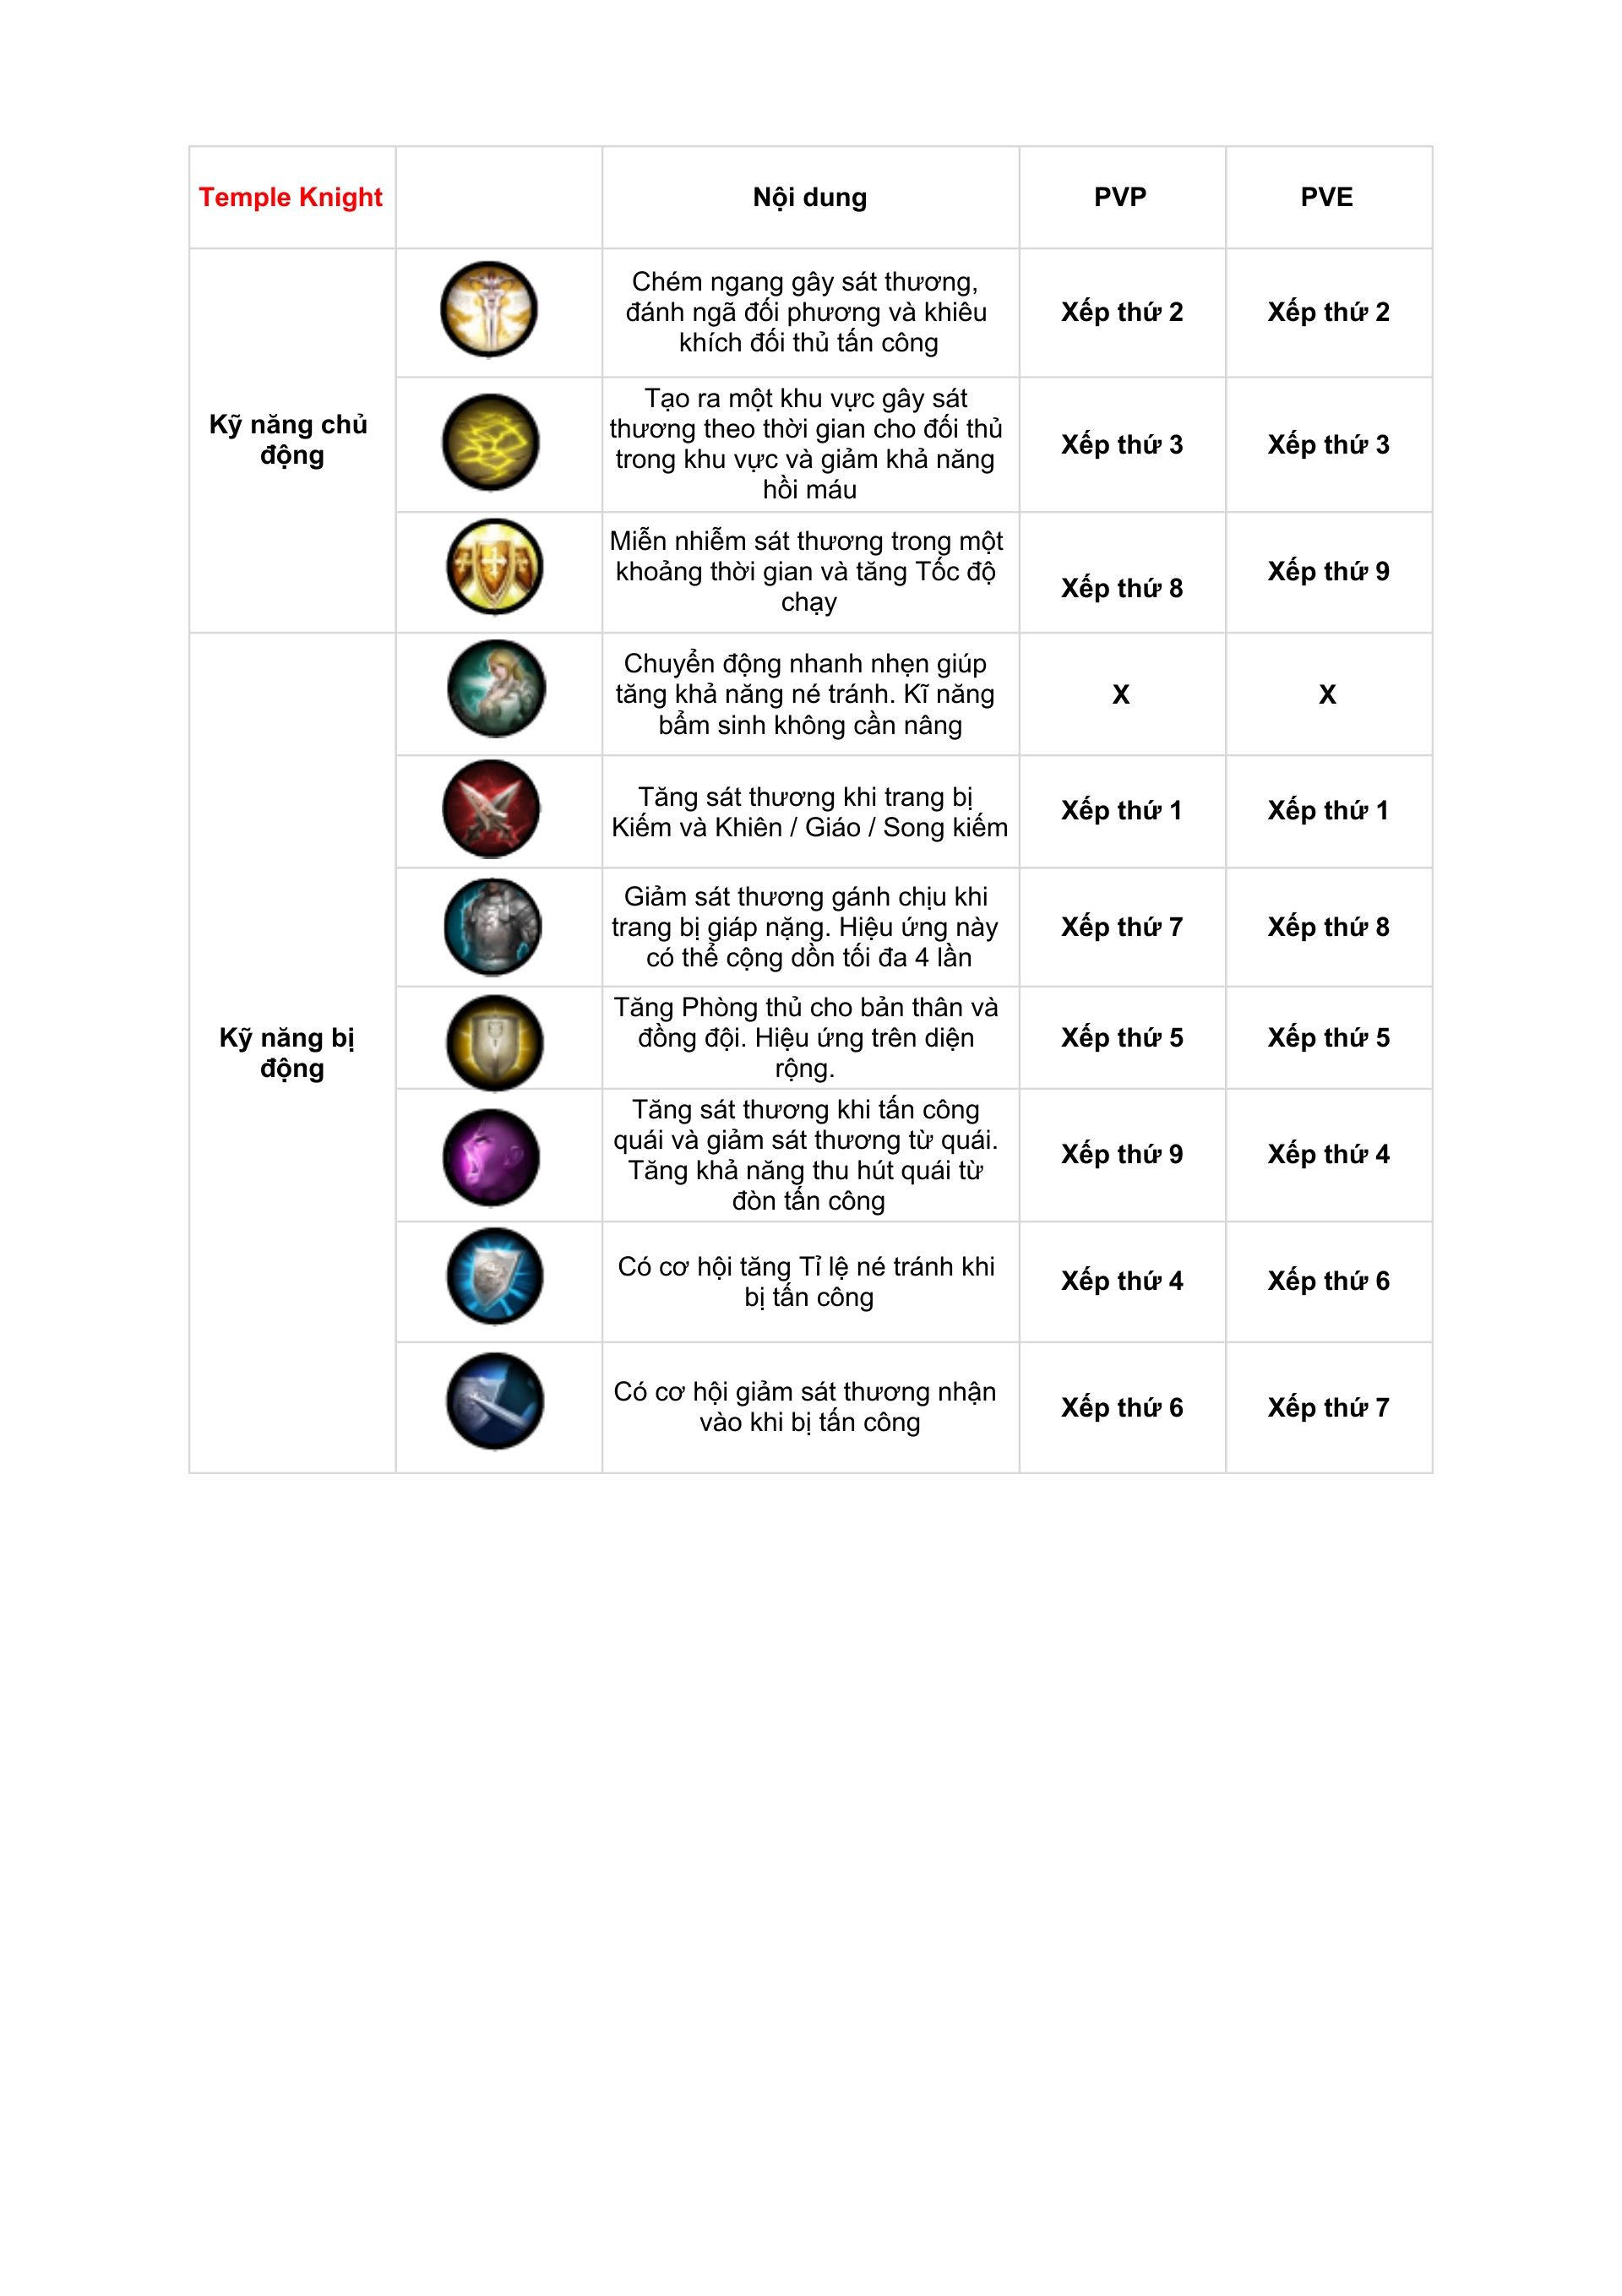 Temple Knight
Nội dung
PVP
PVE
Kỹ năng chủ
động
Chém ngang gây sát thương,
đánh ngã đối phương và khiêu
khích đối thủ tấn công
Xếp thứ 2
Xếp thứ 2
Tạo ra một khu vực gây sát
thương theo thời gian cho đối thủ
trong khu vực và giảm khả năng
hồi máu
Xếp thứ 3
Xếp thứ 3
Miễn nhiễm sát thương trong một
khoảng thời gian và tăng Tốc độ
chạy
Xếp thứ 8
Xếp thứ 9
Kỹ năng bị
động
Chuyển động nhanh nhẹn giúp
tăng khả năng né tránh. Kĩ năng
bẩm sinh không cần nâng
X
X
Tăng sát thương khi trang bị
Kiếm và Khiên / Giáo / Song kiếm
Xếp thứ 1
Xếp thứ 1
Giảm sát thương gánh chịu khi
trang bị giáp nặng. Hiệu ứng này
có thể cộng dồn tối đa 4 lần
Xếp thứ 7
Xếp thứ 8
Tăng Phòng thủ cho bản thân và
đồng đội. Hiệu ứng trên diện
rộng.
Xếp thứ 5
Xếp thứ 5
Tăng sát thương khi tấn công
quái và giảm sát thương từ quái.
Tăng khả năng thu hút quái từ
đòn tấn công
Xếp thứ 9
Xếp thứ 4
Có cơ hội tăng Tỉ lệ né tránh khi
bị tấn công
Xếp thứ 4
Xếp thứ 6
Có cơ hội giảm sát thương nhận
vào khi bị tấn công
Xếp thứ 6
Xếp thứ 7